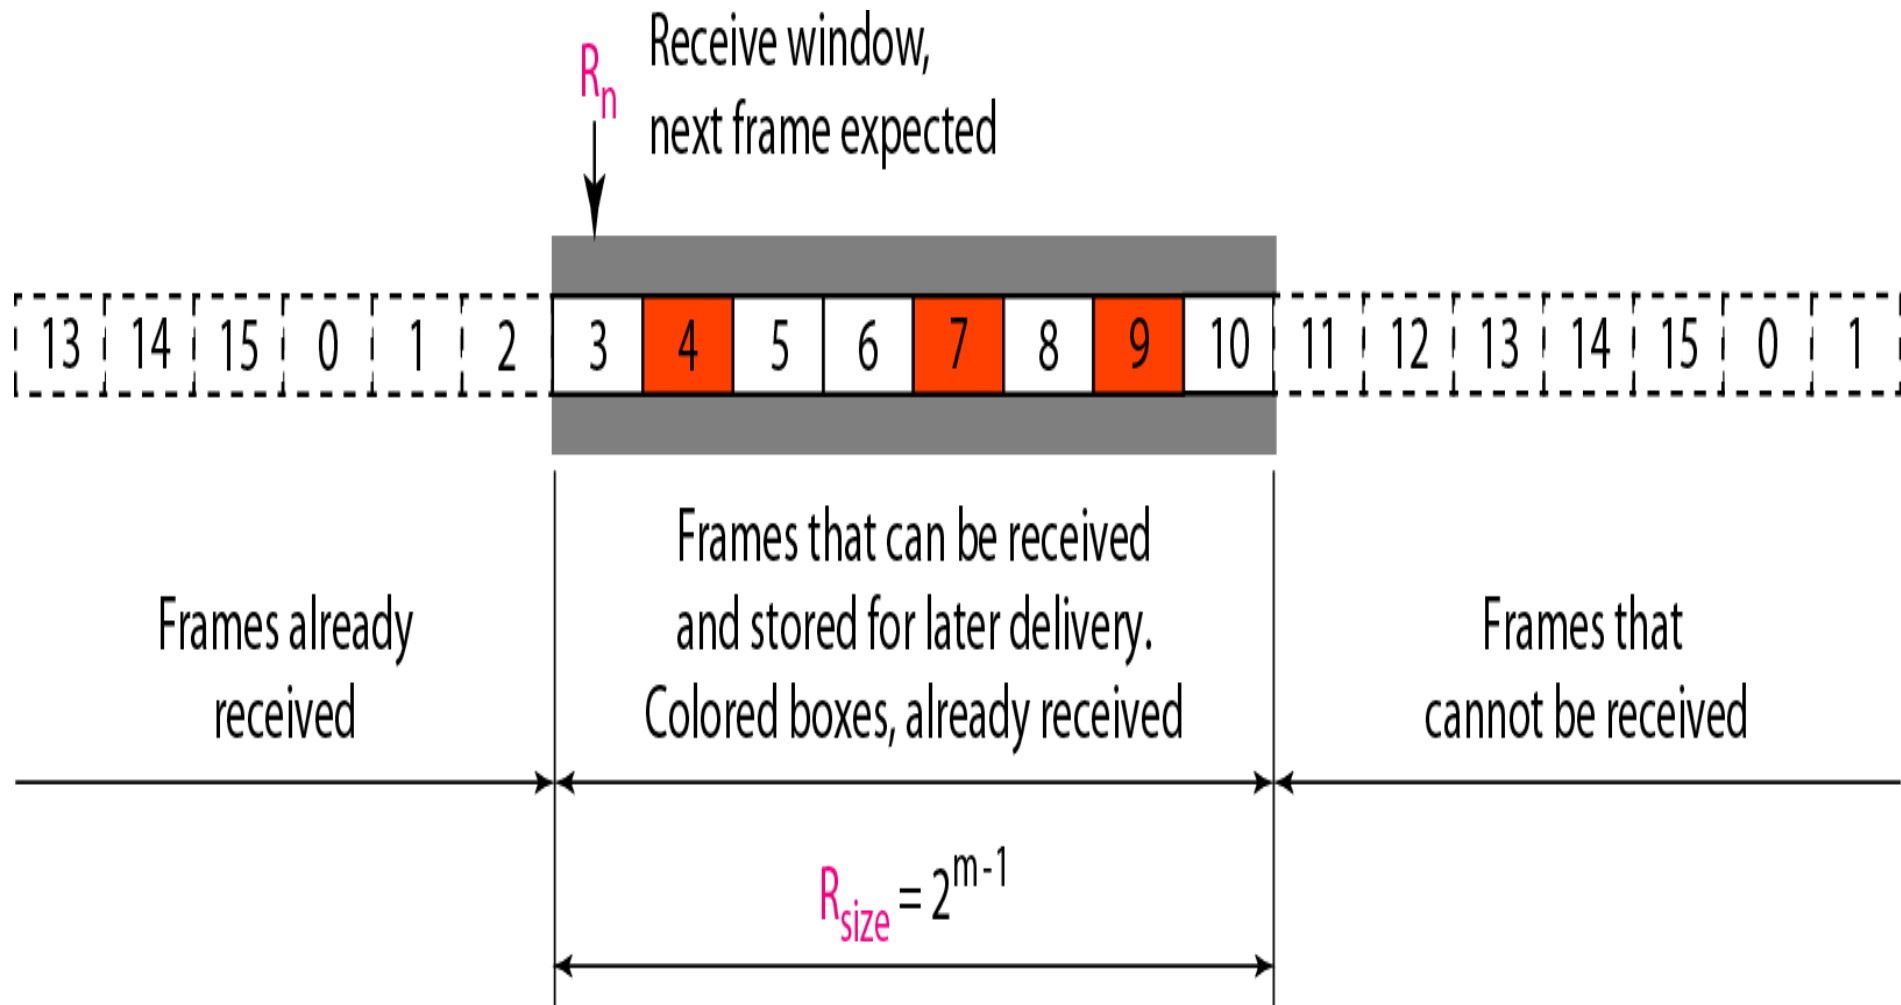 Rn
Receive window,
next frame expected
13 14 15 0 1 2 3 4 5 6 7 8 9 10 11 12 13 14 15 0 1
Frames already
received
Frames that can be received
and stored for later delivery.
Colored boxes, already received
Frames that
cannot be received
Rsize = 2^m-1